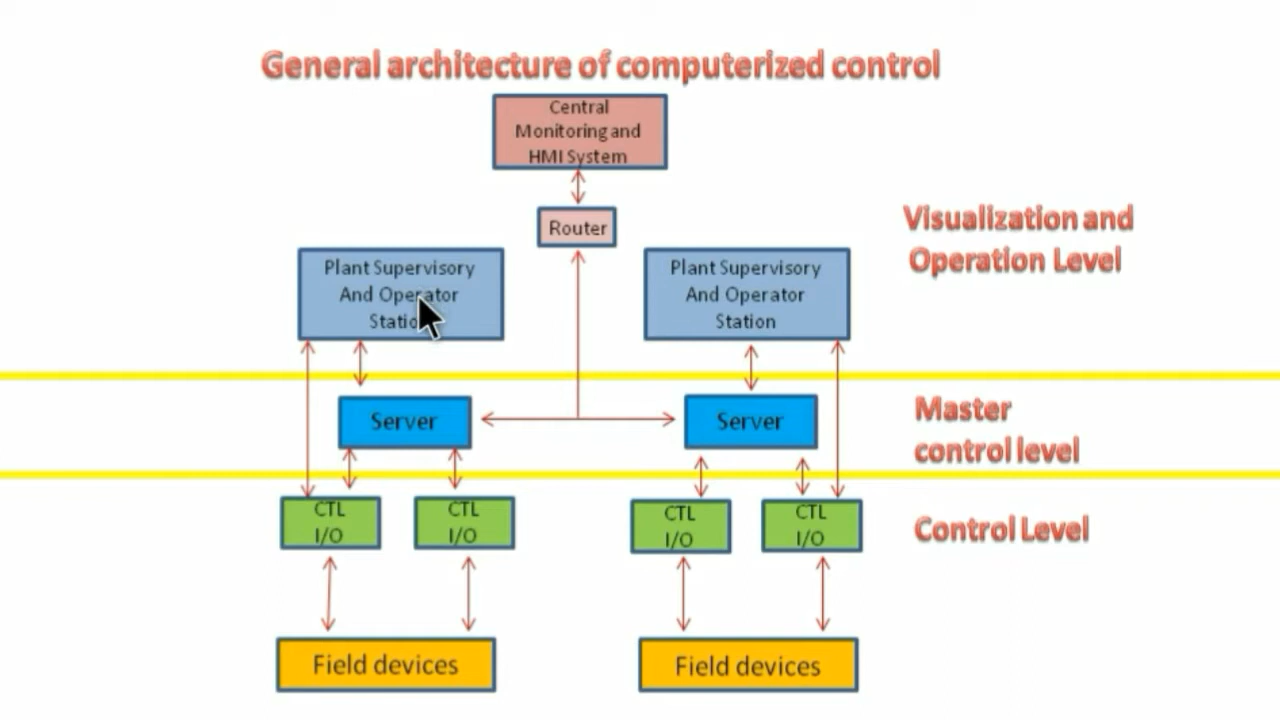 General architecture of computerized control
Central
Monitoring and
HMI System
Router
Visualization and
Operation Level
Plant Supervisory
And Operator
Station
Plant Supervisory
And Operator
Station
Master
control level
Server
Server
Control Level
CTL
I/O
CTL
I/O
CTL
I/O
CTL
I/O
Field devices
Field devices